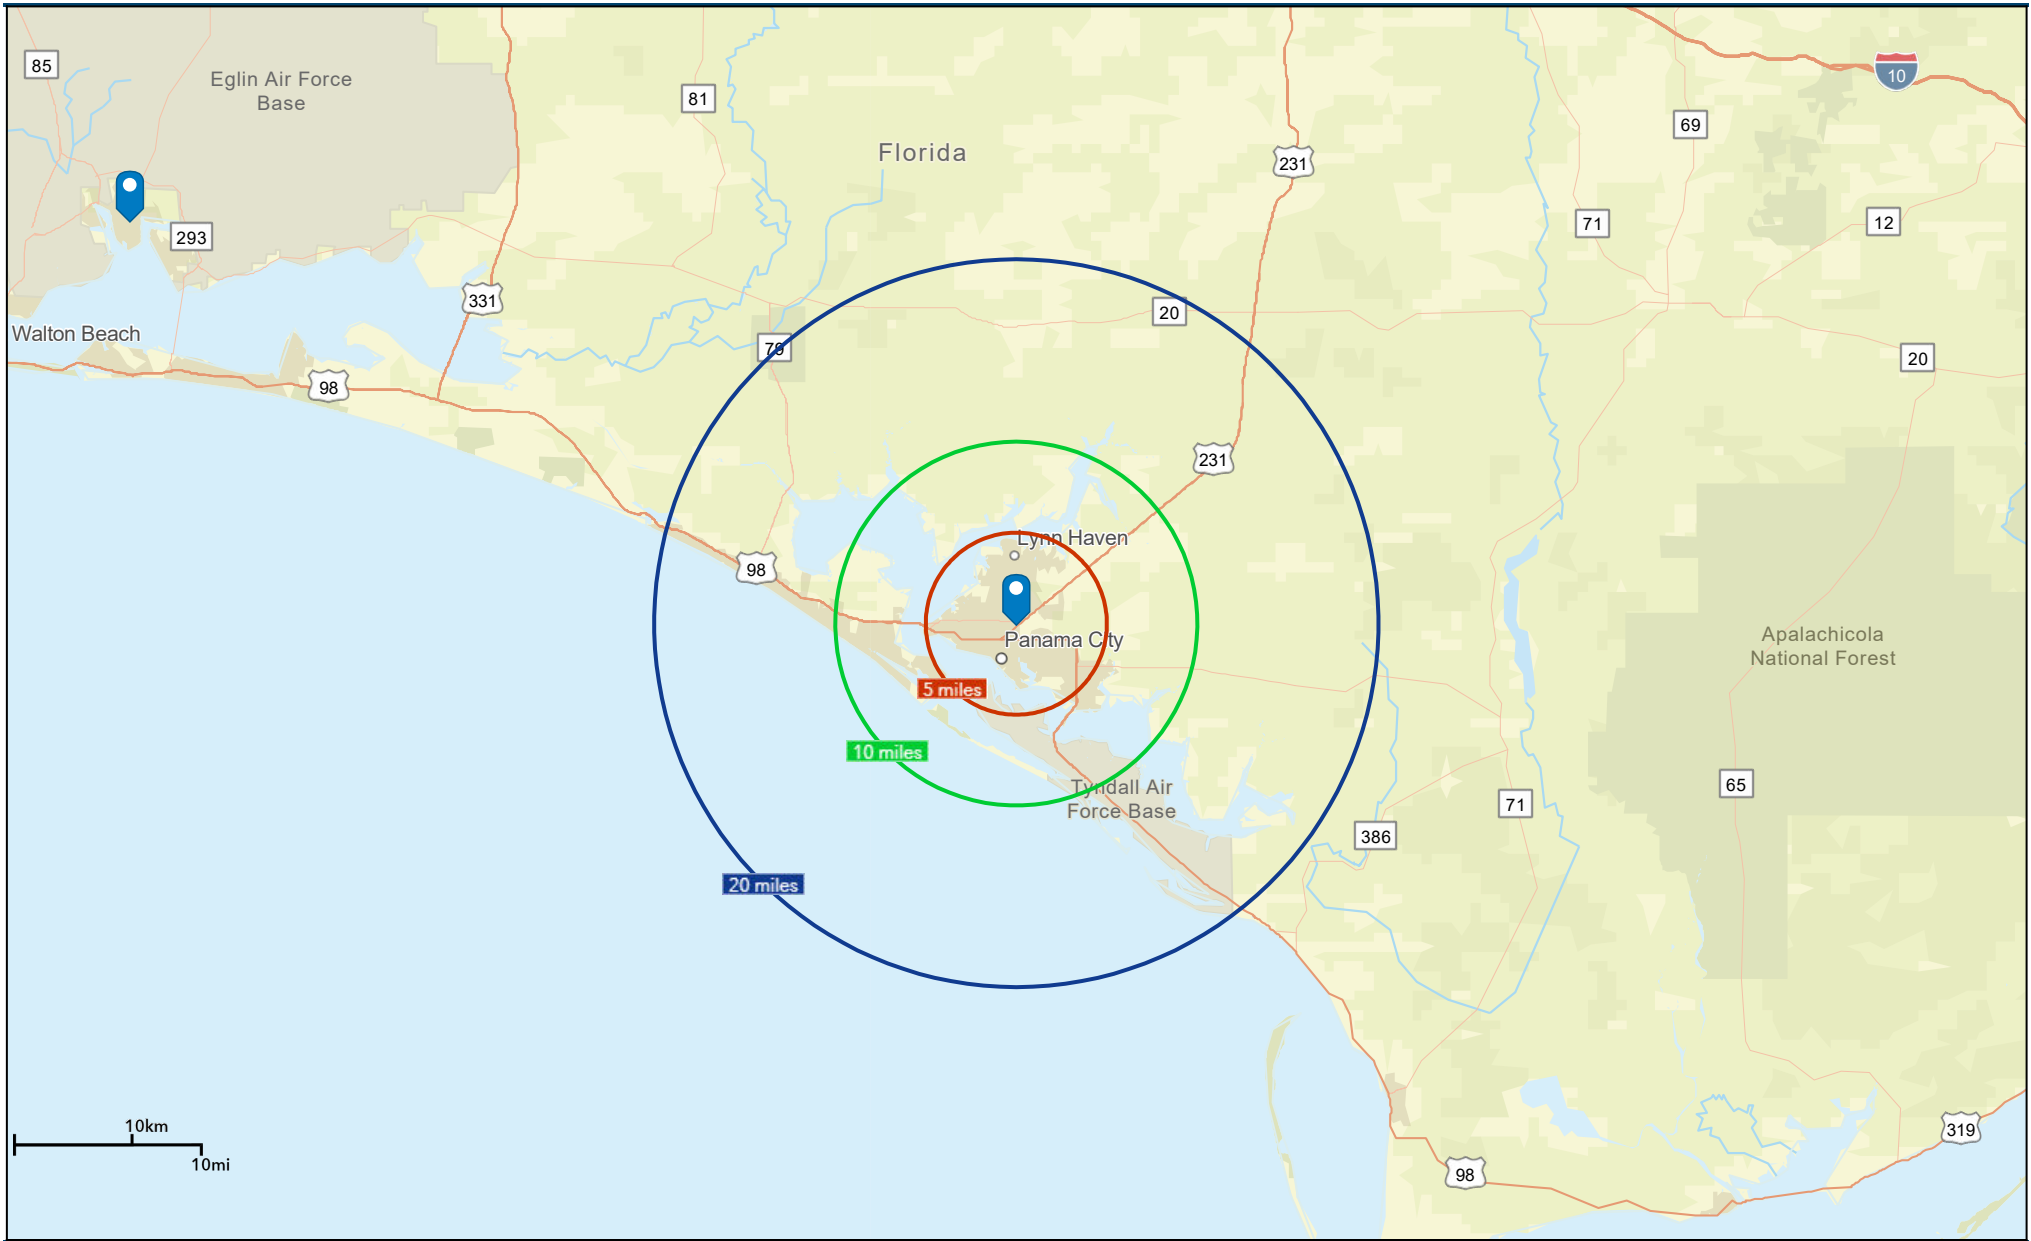 85
Eglin Air Force
Base
81
10
69
Florida
231
71
12
293
331
20
Walton Beach
79
20
98
231
Lynn Haven
98
Panama City
Apalachicola
National Forest
5 miles
10 miles
Tyndall Air
Force Base
65
71
386
20 miles
10km
10mi
319
98